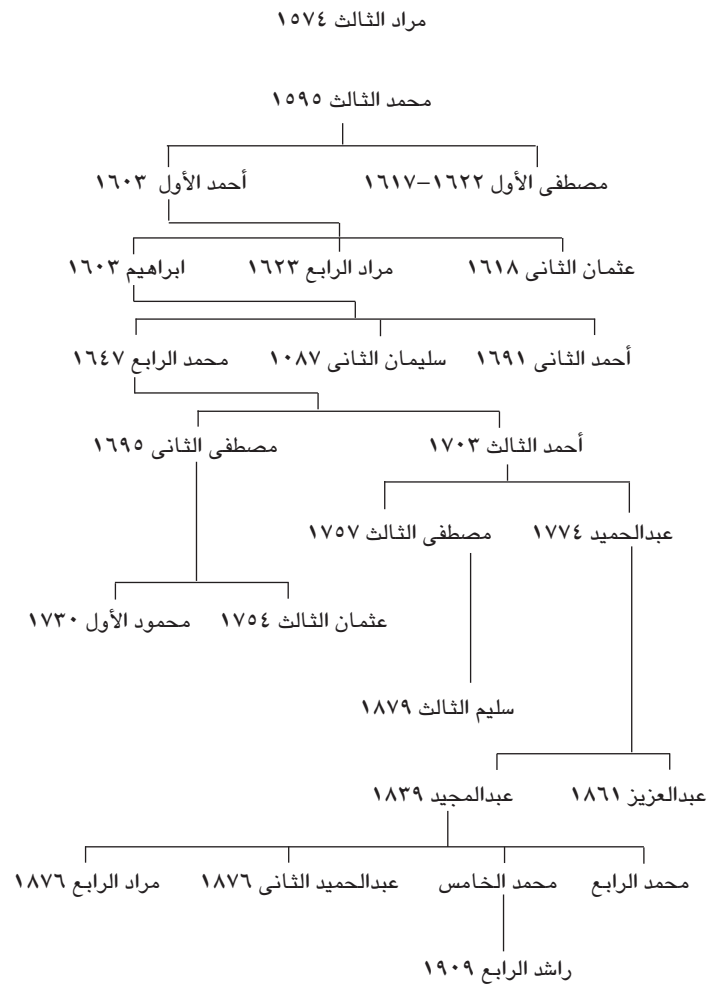 مراد الثالث ١٥٧٤
محمد الثالث ١٥٩٥
مصطفى الأول ١٦٢٢–١٦١٧
أحمد الأول ١٦٠٣
عثمان الثانى ١٦١٨
مراد الرابع ١٦٢٣
ابراهيم ١٦٠٣
أحمد الثانى ١٦٩١
سليمان الثانى ١٠٨٧
محمد الرابع ١٦٤٧
أحمد الثالث ١٧٠٣
مصطفى الثانى ١٦٩٥
عبدالحميد ١٧٧٤
مصطفى الثالث ١٧٥٧
عثمان الثالث ١٧٥٤
محمود الأول ١٧٣٠
سليم الثالث ١٨٧٩
عبدالعزيز ١٨٦١
عبدالمجيد ١٨٣٩
محمد الرابع
محمد الخامس
عبدالحميد الثانى ١٨٧٦
مراد الرابع ١٨٧٦
راشد الرابع ١٩٠٩